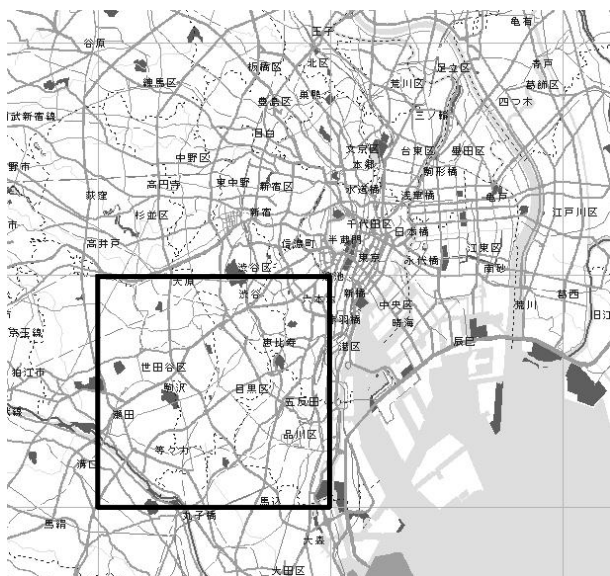 亀有
王子
谷原
北区
青戸
板橋区
足立区
練馬区
荒川区
葛飾区
巣鴨
豊島区
四つ木
三ノ輪
武新宿線
目白
文京区
本郷
台東区
墨田区
中野区
野市
駒形橋
高円寺
東中野
新宿区
水道橋
荻窪
浅草橋
亀戸
杉並区
新宿
千代田区
江戸川区
市
日本橋
高井戸
信濃町
半蔵門
江東区
東京
永代橋
渋谷区
南砂
大原
池
葛西
渋谷
六本
新橋
中央区
荒川
旧江
京王線
赤羽橋
晴海
恵比寿
港区
辰巳
世田谷区
狛江市
駒沢
目黒区
五反田
瀬田
品川区
等々力
溝口
馬込
丸子橋
馬絹
大森
大田区